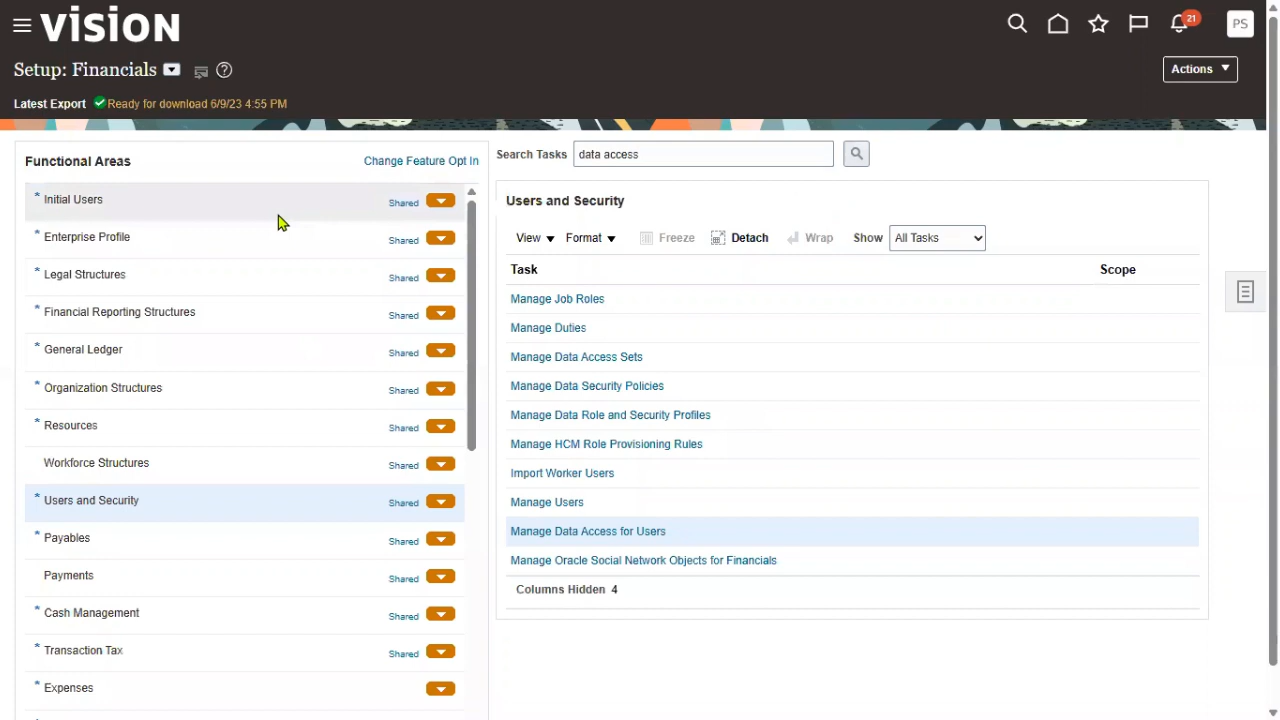 VISION
21
PS
Setup: Financials
Actions
Latest Export Ready for download 6/9/23 4:55 PM
Functional Areas
Change Feature Opt In
* Initial Users Shared
* Enterprise Profile Shared
* Legal Structures Shared
* Financial Reporting Structures Shared
* General Ledger Shared
* Organization Structures Shared
* Resources Shared
Workforce Structures Shared
* Users and Security Shared
* Payables Shared
Payments Shared
* Cash Management Shared
* Transaction Tax Shared
* Expenses
Search Tasks data access
Users and Security
View Format Freeze Detach Wrap Show All Tasks
Task Scope
Manage Job Roles
Manage Duties
Manage Data Access Sets
Manage Data Security Policies
Manage Data Role and Security Profiles
Manage HCM Role Provisioning Rules
Import Worker Users
Manage Users
Manage Data Access for Users
Manage Oracle Social Network Objects for Financials
Columns Hidden 4